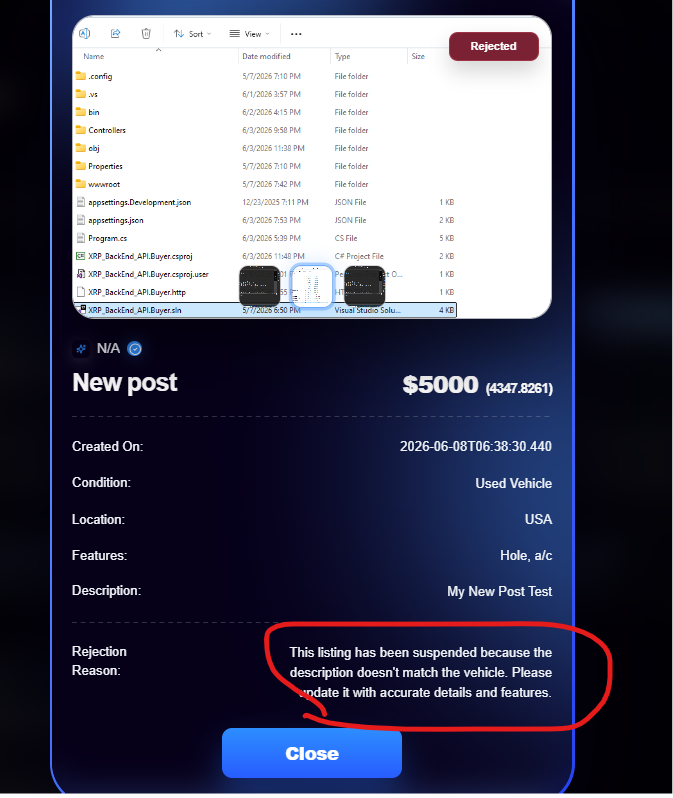 Sort View ...
Rejected
Name Date modified Type Size
.config 5/7/2026 7:10 PM File folder
.vs 6/1/2026 3:57 PM File folder
bin 6/2/2026 4:15 PM File folder
Controllers 6/3/2026 9:58 PM File folder
obj 6/3/2026 11:38 PM File folder
Properties 5/7/2026 7:10 PM File folder
wwwroot 5/7/2026 7:42 PM File folder
appsettings.Development.json 12/23/2025 7:11 PM JSON File 1 KB
appsettings.json 6/3/2026 7:53 PM JSON File 2 KB
Program.cs 6/3/2026 5:39 PM CS File 5 KB
XRP_BackEnd_API.Buyer.csproj 6/3/2026 11:48 PM C# Project File 2 KB
XRP_BackEnd_API.Buyer.csproj.user 1 KB
XRP_BackEnd_API.Buyer.http 1 KB
XRP_BackEnd_API.Buyer.sln 5/7/2026 6:50 PM Visual Studio Solu... 4 KB
N/A
New post $5000 (4347.8261)
Created On: 2026-06-08T06:38:30.440
Condition: Used Vehicle
Location: USA
Features: Hole, a/c
Description: My New Post Test
Rejection
Reason:
This listing has been suspended because the
description doesn't match the vehicle. Please
update it with accurate details and features.
Close